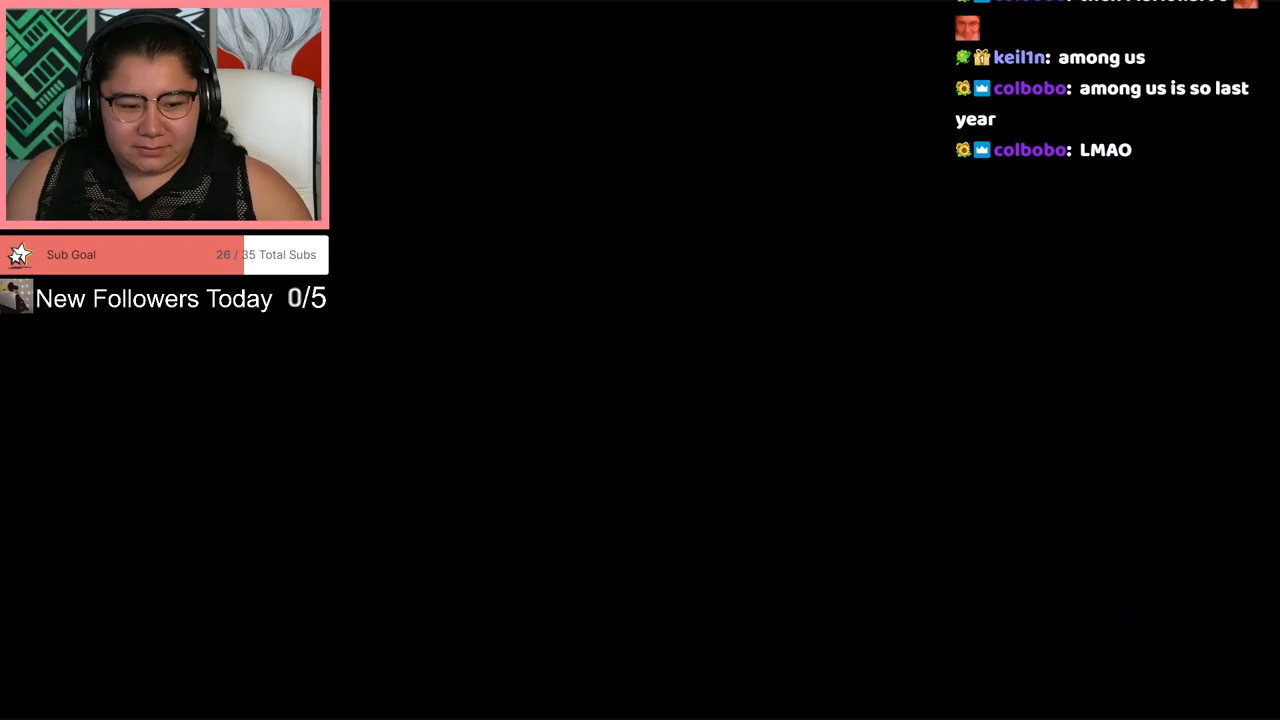 Sub Goal 26 / 35 Total Subs
New Followers Today 0/5
colbobo:
keil1n: among us
colbobo: among us is so last
year
colbobo: LMAO